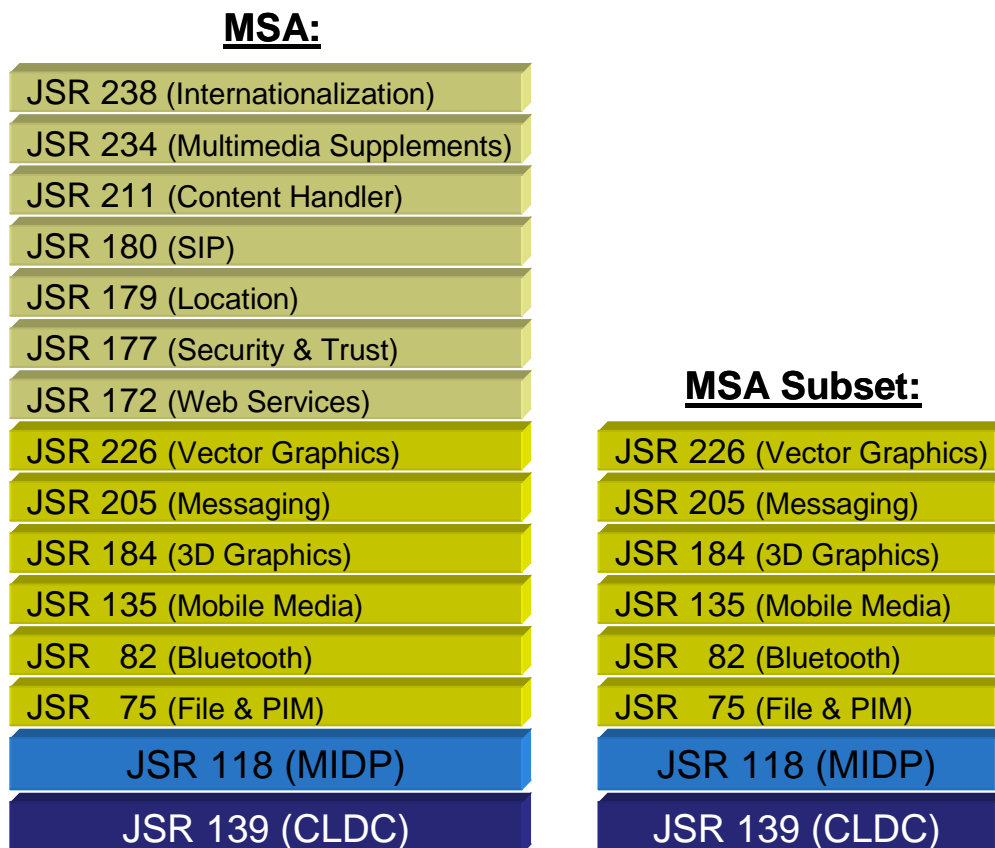 MSA:
JSR 238 (Internationalization)
JSR 234 (Multimedia Supplements)
JSR 211 (Content Handler)
JSR 180 (SIP)
JSR 179 (Location)
JSR 177 (Security & Trust)
JSR 172 (Web Services)
JSR 226 (Vector Graphics)
JSR 205 (Messaging)
JSR 184 (3D Graphics)
JSR 135 (Mobile Media)
JSR 82 (Bluetooth)
JSR 75 (File & PIM)
JSR 118 (MIDP)
JSR 139 (CLDC)
MSA Subset:
JSR 226 (Vector Graphics)
JSR 205 (Messaging)
JSR 184 (3D Graphics)
JSR 135 (Mobile Media)
JSR 82 (Bluetooth)
JSR 75 (File & PIM)
JSR 118 (MIDP)
JSR 139 (CLDC)